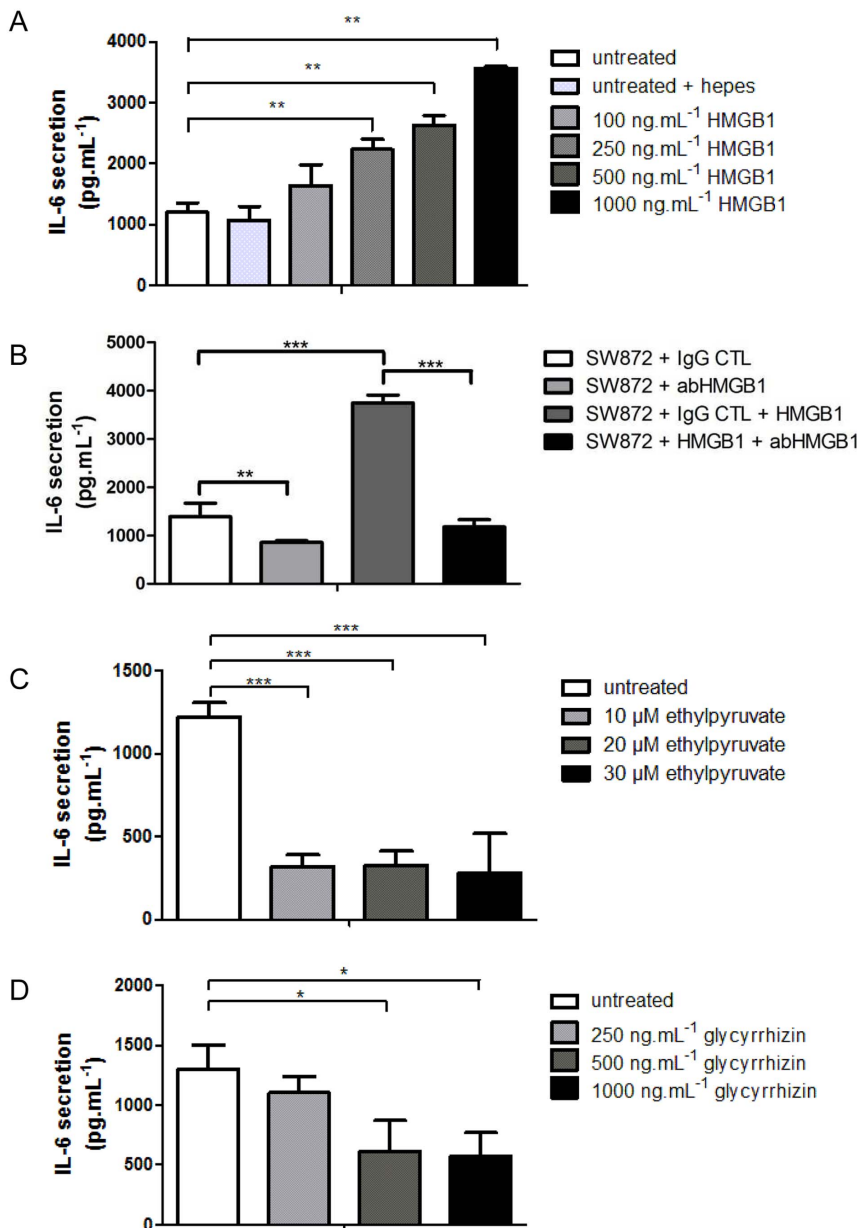 A
IL-6 secretion
(pg.mL-1)
4000
3000
2000
1000
0
**
**
**
untreated
untreated + hepes
100 ng.mL-1 HMGB1
250 ng.mL-1 HMGB1
500 ng.mL-1 HMGB1
1000 ng.mL-1 HMGB1
B
IL-6 secretion
(pg.mL-1)
5000
4000
3000
2000
1000
0
***
***
**
SW872 + IgG CTL
SW872 + abHMGB1
SW872 + IgG CTL + HMGB1
SW872 + HMGB1 + abHMGB1
C
IL-6 secretion
(pg.mL-1)
1500
1000
500
0
***
***
***
untreated
10 µM ethylpyruvate
20 µM ethylpyruvate
30 µM ethylpyruvate
D
IL-6 secretion
(pg.mL-1)
2000
1500
1000
500
0
*
*
untreated
250 ng.mL-1 glycyrrhizin
500 ng.mL-1 glycyrrhizin
1000 ng.mL-1 glycyrrhizin